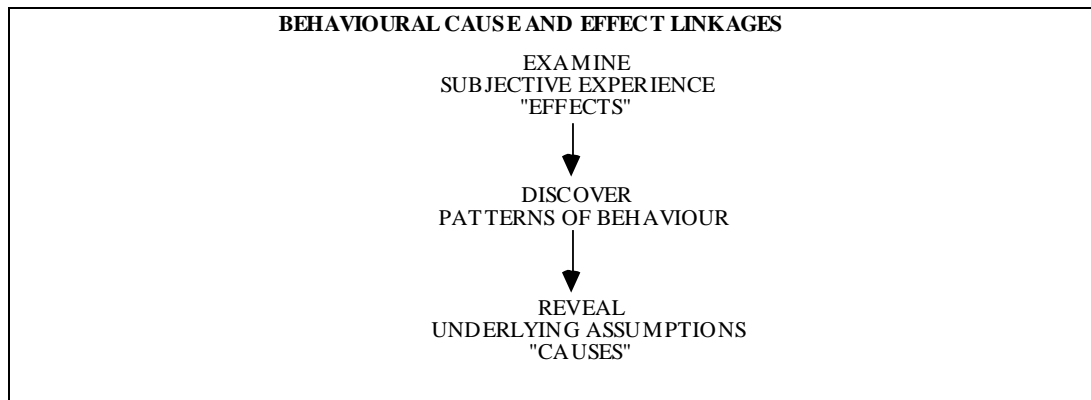 BEHAVIOURAL CAUSE AND EFFECT LINKAGES
EXAMINE
SUBJECTIVE EXPERIENCE
"EFFECTS"
DISCOVER
PATTERNS OF BEHAVIOUR
REVEAL
UNDERLYING ASSUMPTIONS
"CAUSES"